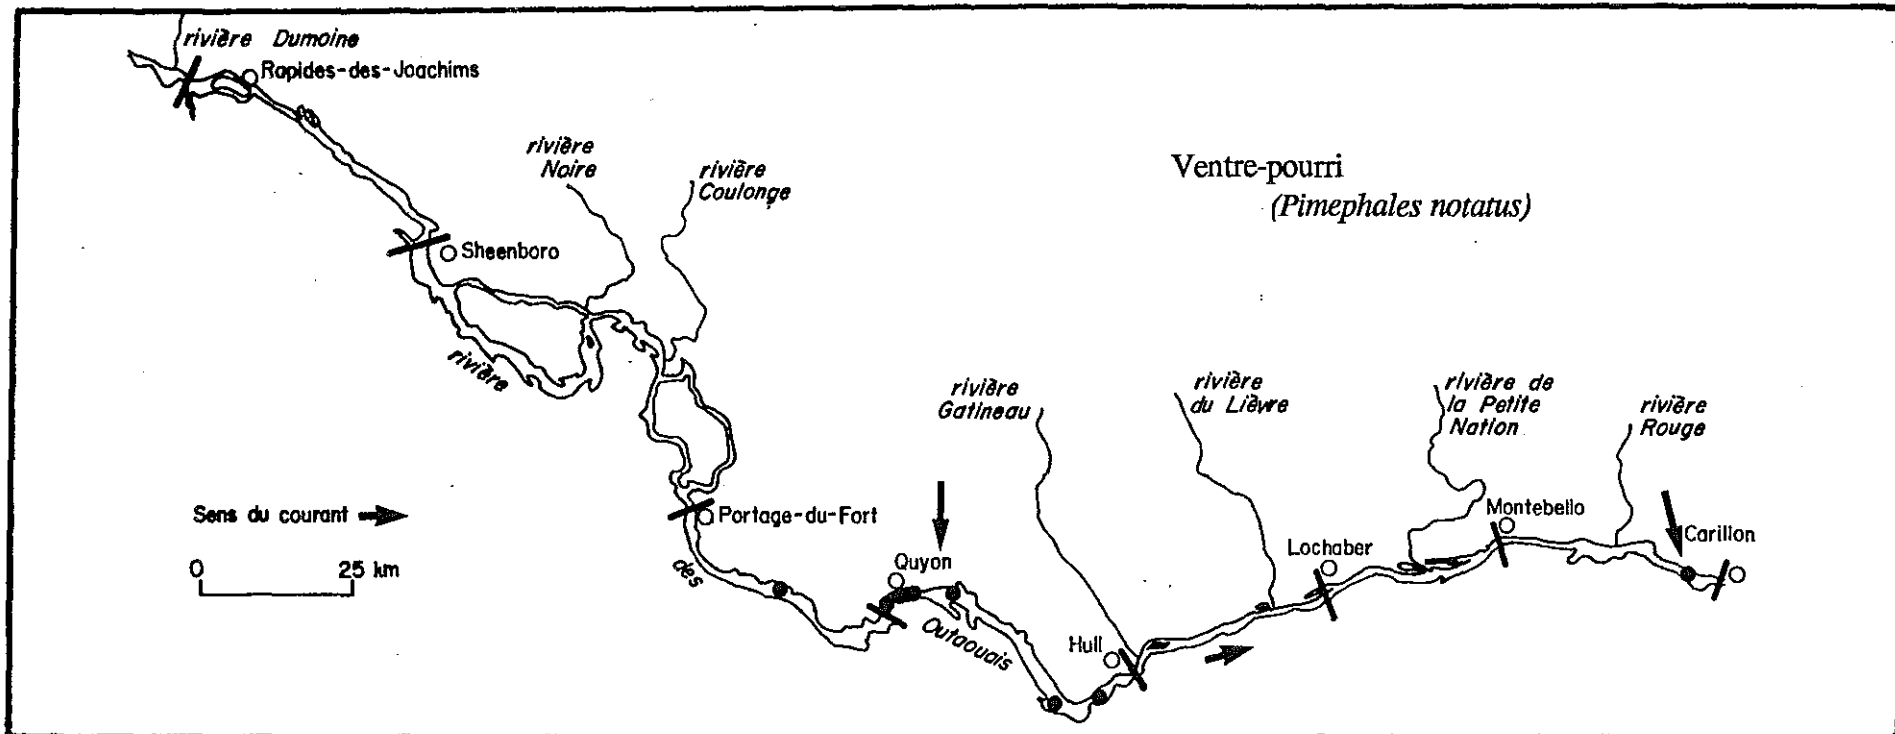 rivière Dumoine
Rapides-des-Joachims
rivière
Noire
rivière
Coulonge
Ventre-pourri
(Pimephales notatus)
Sheenboro
rivière
rivière
Gatineau
rivière
du Lièvre
rivière de
la Petite
Nation
rivière
Rouge
Sens du courant
Portage-du-Fort
Montebello
Carillon
Quyon
Lochaber
0 25 km
des
Outaouais
Hull